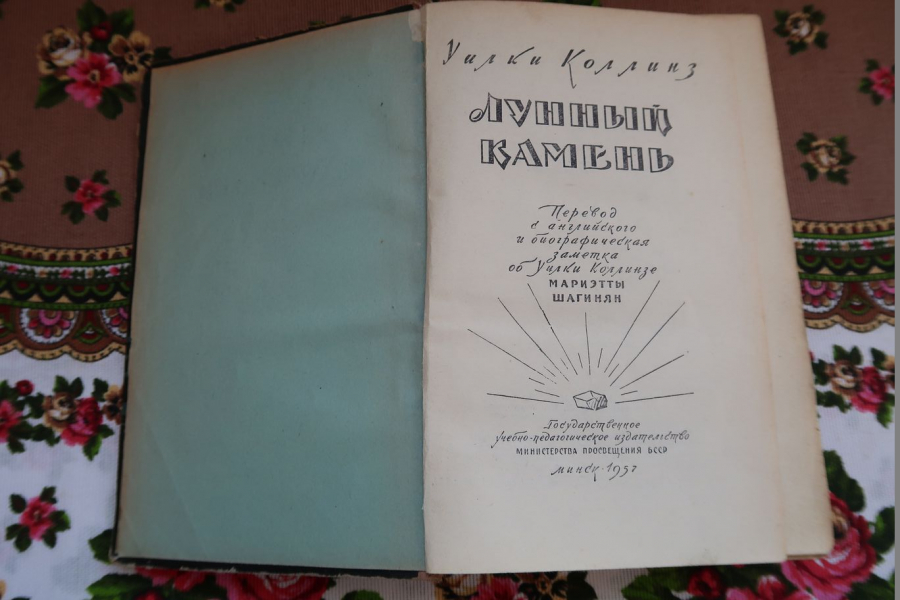 Уилки Коллинз
ЛУННЫЙ
КАМЕНЬ
Перевод
с английского
и биографическая
заметка
об Уилки Коллинзе
МАРИЭТТЫ
ШАГИНЯН
Государственное
учебно-педагогическое издательство
МИНИСТЕРСТВА ПРОСВЕЩЕНИЯ БССР
МИНСК·1957